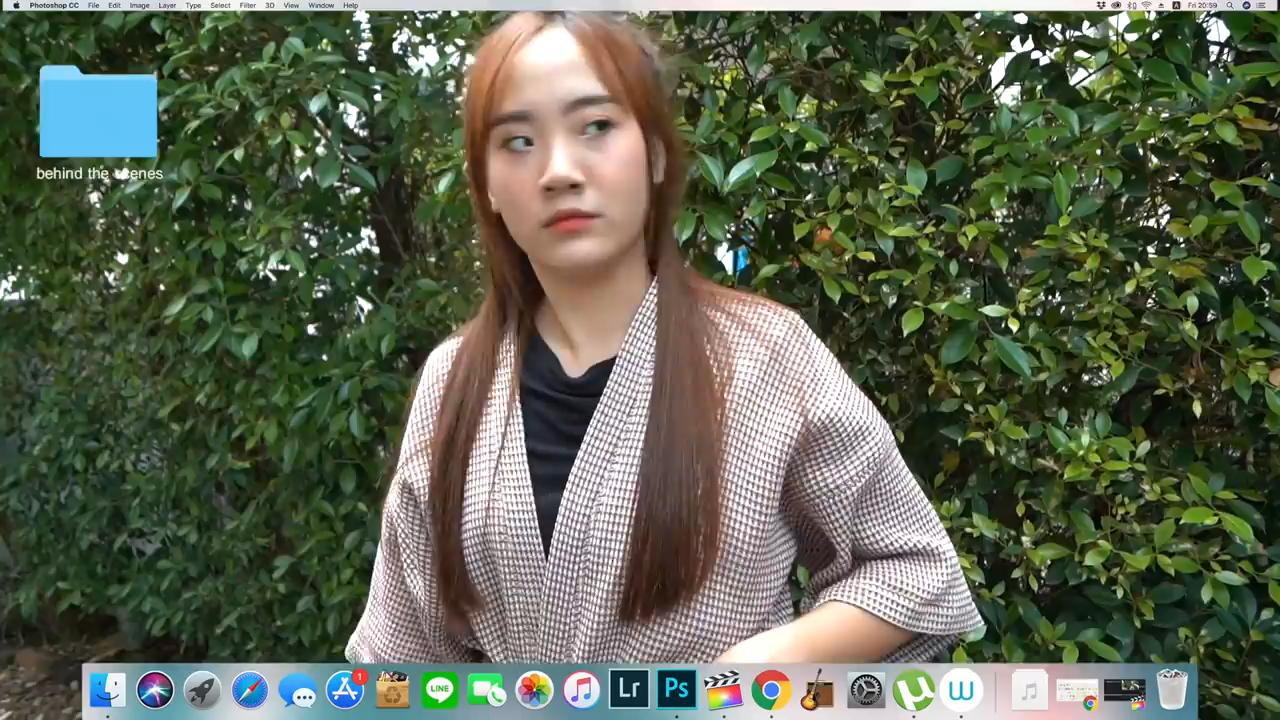 Photoshop CC File Edit Image Layer Type Select Filter 3D View Window Help
A Fri 20:59
behind the scenes
1
LINE
Lr
Ps
W